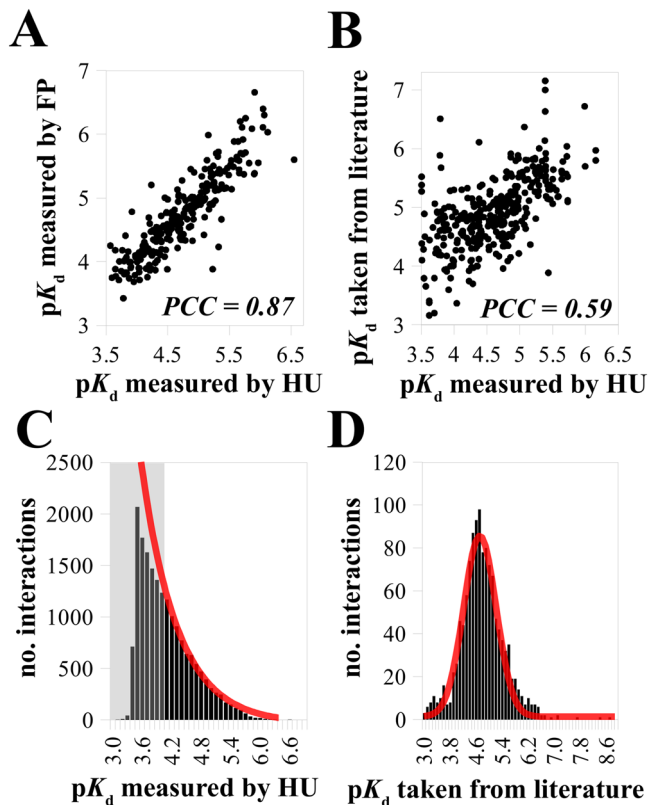 A
pKd measured by FP
7
6
5
4
3
3.5 4.5 5.5 6.5
PCC = 0.87
pKd measured by HU
B
pKd taken from literature
7
6
5
4
3
3.5 4 4.5 5 5.5 6 6.5
PCC = 0.59
pKd measured by HU
C
no. interactions
2500
2000
1500
1000
500
0
3.0 3.6 4.2 4.8 5.4 6.0 6.6
pKd measured by HU
D
no. interactions
120
100
80
60
40
20
0
3.0 3.8 4.6 5.4 6.2 7.0 7.8 8.6
pKd taken from literature